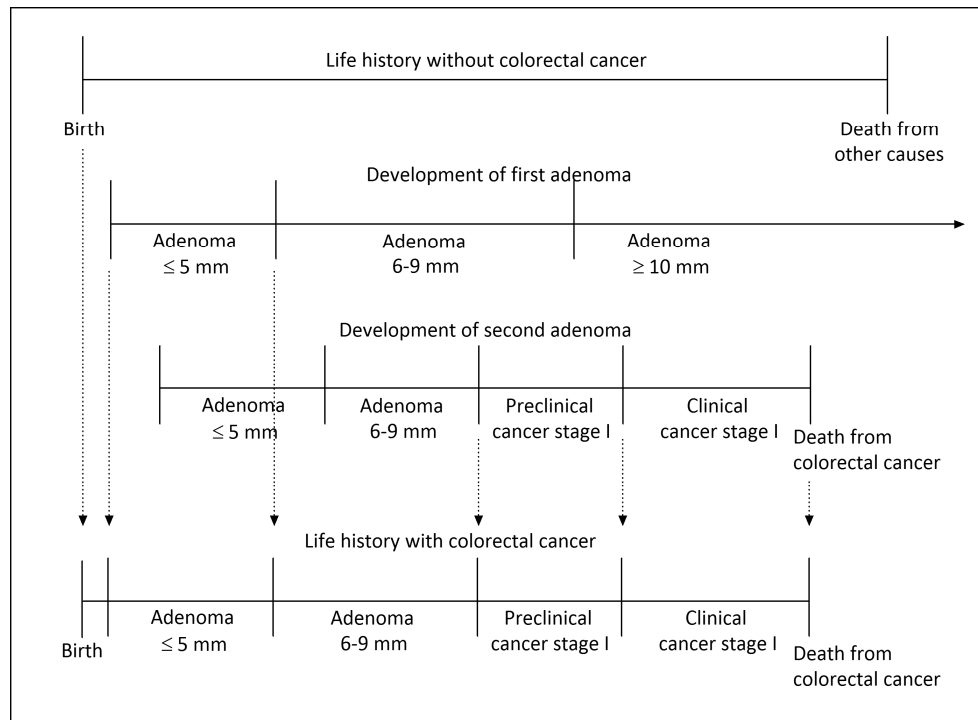 Life history without colorectal cancer
Birth
Death from
other causes
Development of first adenoma
Adenoma
≤ 5 mm
Adenoma
6-9 mm
Adenoma
≥ 10 mm
Development of second adenoma
Adenoma
≤ 5 mm
Adenoma
6-9 mm
Preclinical
cancer stage I
Clinical
cancer stage I
Death from
colorectal cancer
Life history with colorectal cancer
Birth
Adenoma
≤ 5 mm
Adenoma
6-9 mm
Preclinical
cancer stage I
Clinical
cancer stage I
Death from
colorectal cancer